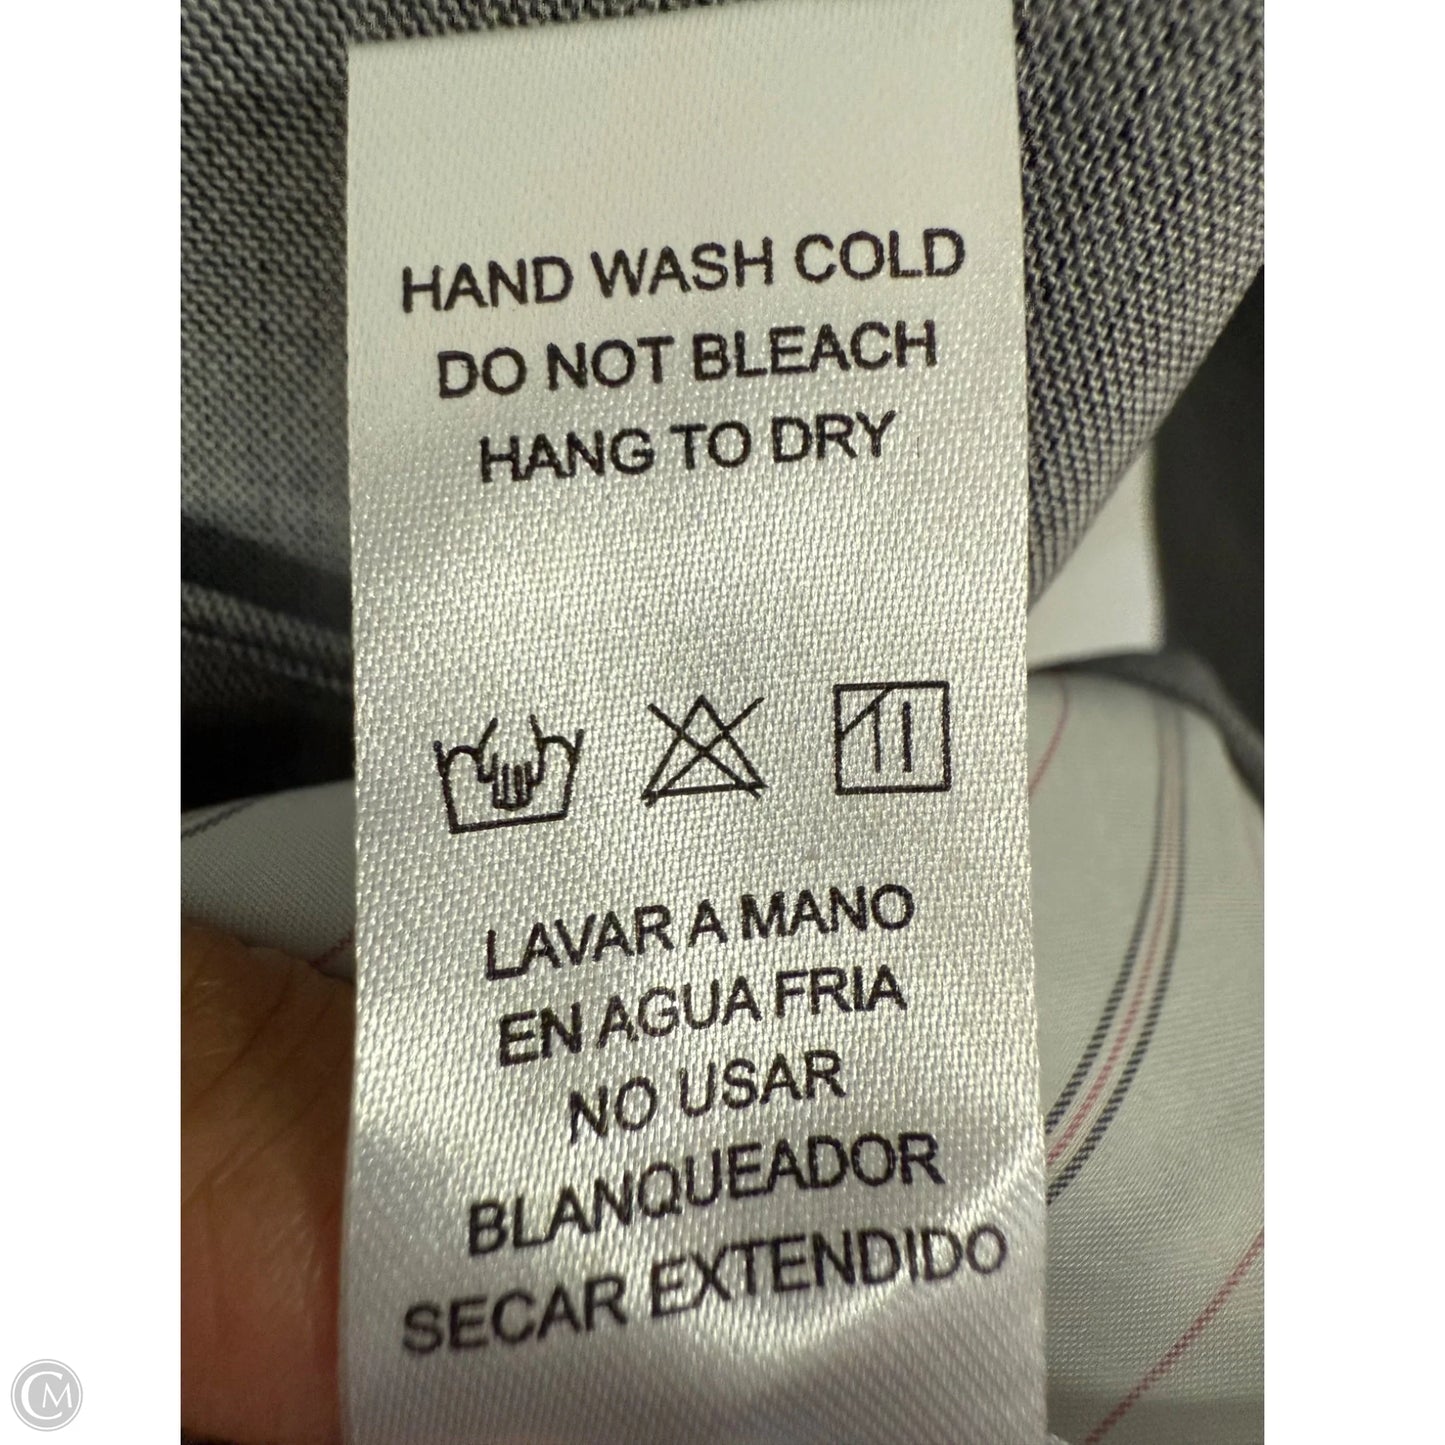 HAND WASH COLD
DO NOT BLEACH
HANG TO DRY
LAVAR A MANO
EN AGUA FRIA
NO USAR
BLANQUEADOR
SECAR EXTENDIDO
CM